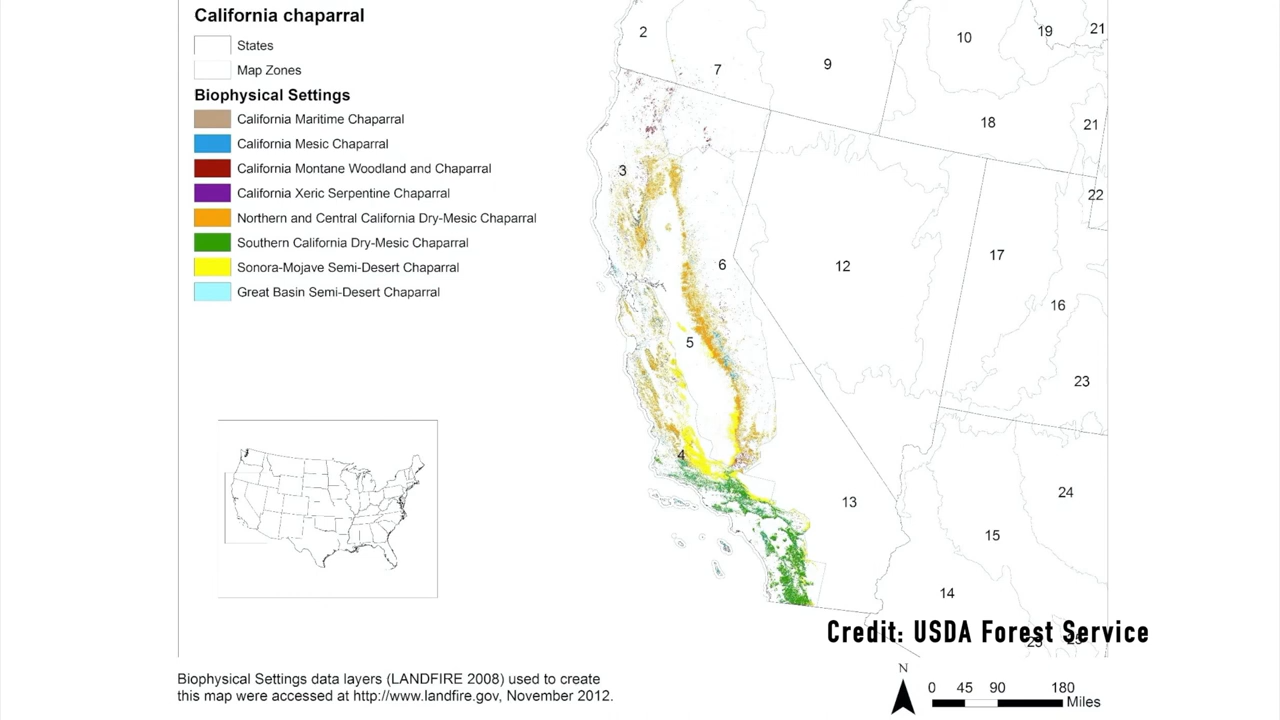 California chaparral
States
Map Zones
Biophysical Settings
California Maritime Chaparral
California Mesic Chaparral
California Montane Woodland and Chaparral
California Xeric Serpentine Chaparral
Northern and Central California Dry-Mesic Chaparral
Southern California Dry-Mesic Chaparral
Sonora-Mojave Semi-Desert Chaparral
Great Basin Semi-Desert Chaparral
2
7
9
10
19
21
18
21
3
22
6
12
17
16
5
23
4
13
24
15
14
Credit: USDA Forest Service
25
Biophysical Settings data layers (LANDFIRE 2008) used to create
this map were accessed at http://www.landfire.gov, November 2012.
N
0 45 90 180
Miles